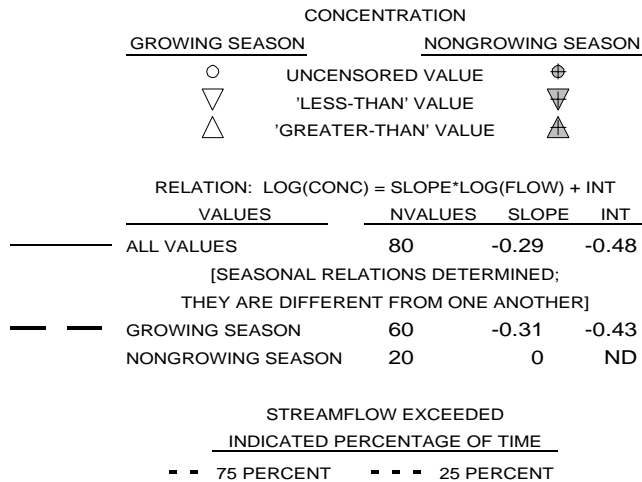 CONCENTRATION
GROWING SEASON NONGROWING SEASON
UNCENSORED VALUE
'LESS-THAN' VALUE
'GREATER-THAN' VALUE
RELATION: LOG(CONC) = SLOPE*LOG(FLOW) + INT
VALUES NVALUES SLOPE INT
ALL VALUES 80 -0.29 -0.48
[SEASONAL RELATIONS DETERMINED;
THEY ARE DIFFERENT FROM ONE ANOTHER]
GROWING SEASON 60 -0.31 -0.43
NONGROWING SEASON 20 0 ND
STREAMFLOW EXCEEDED
INDICATED PERCENTAGE OF TIME
75 PERCENT 25 PERCENT